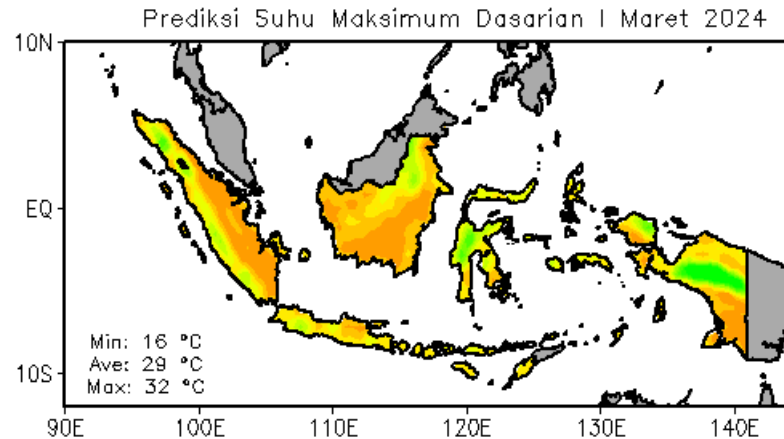 Prediksi Suhu Maksimum Dasarian I Maret 2024
10N
EQ
10S
Min: 16 °C
Ave: 29 °C
Max: 32 °C
90E 100E 110E 120E 130E 140E